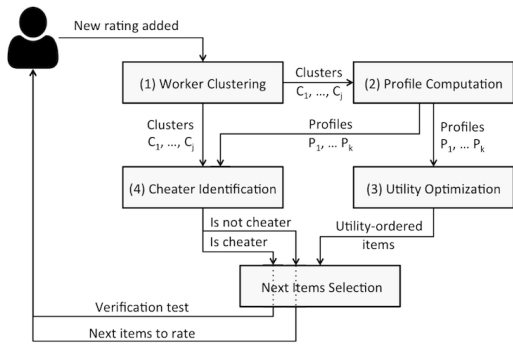 New rating added
(1) Worker Clustering
Clusters
C1, ..., Cj
(2) Profile Computation
Clusters
C1, ..., Cj
Profiles
P1, ... Pk
Profiles
P1, ... Pk
(4) Cheater Identification
(3) Utility Optimization
Is not cheater
Is cheater
Utility-ordered
items
Next Items Selection
Verification test
Next items to rate